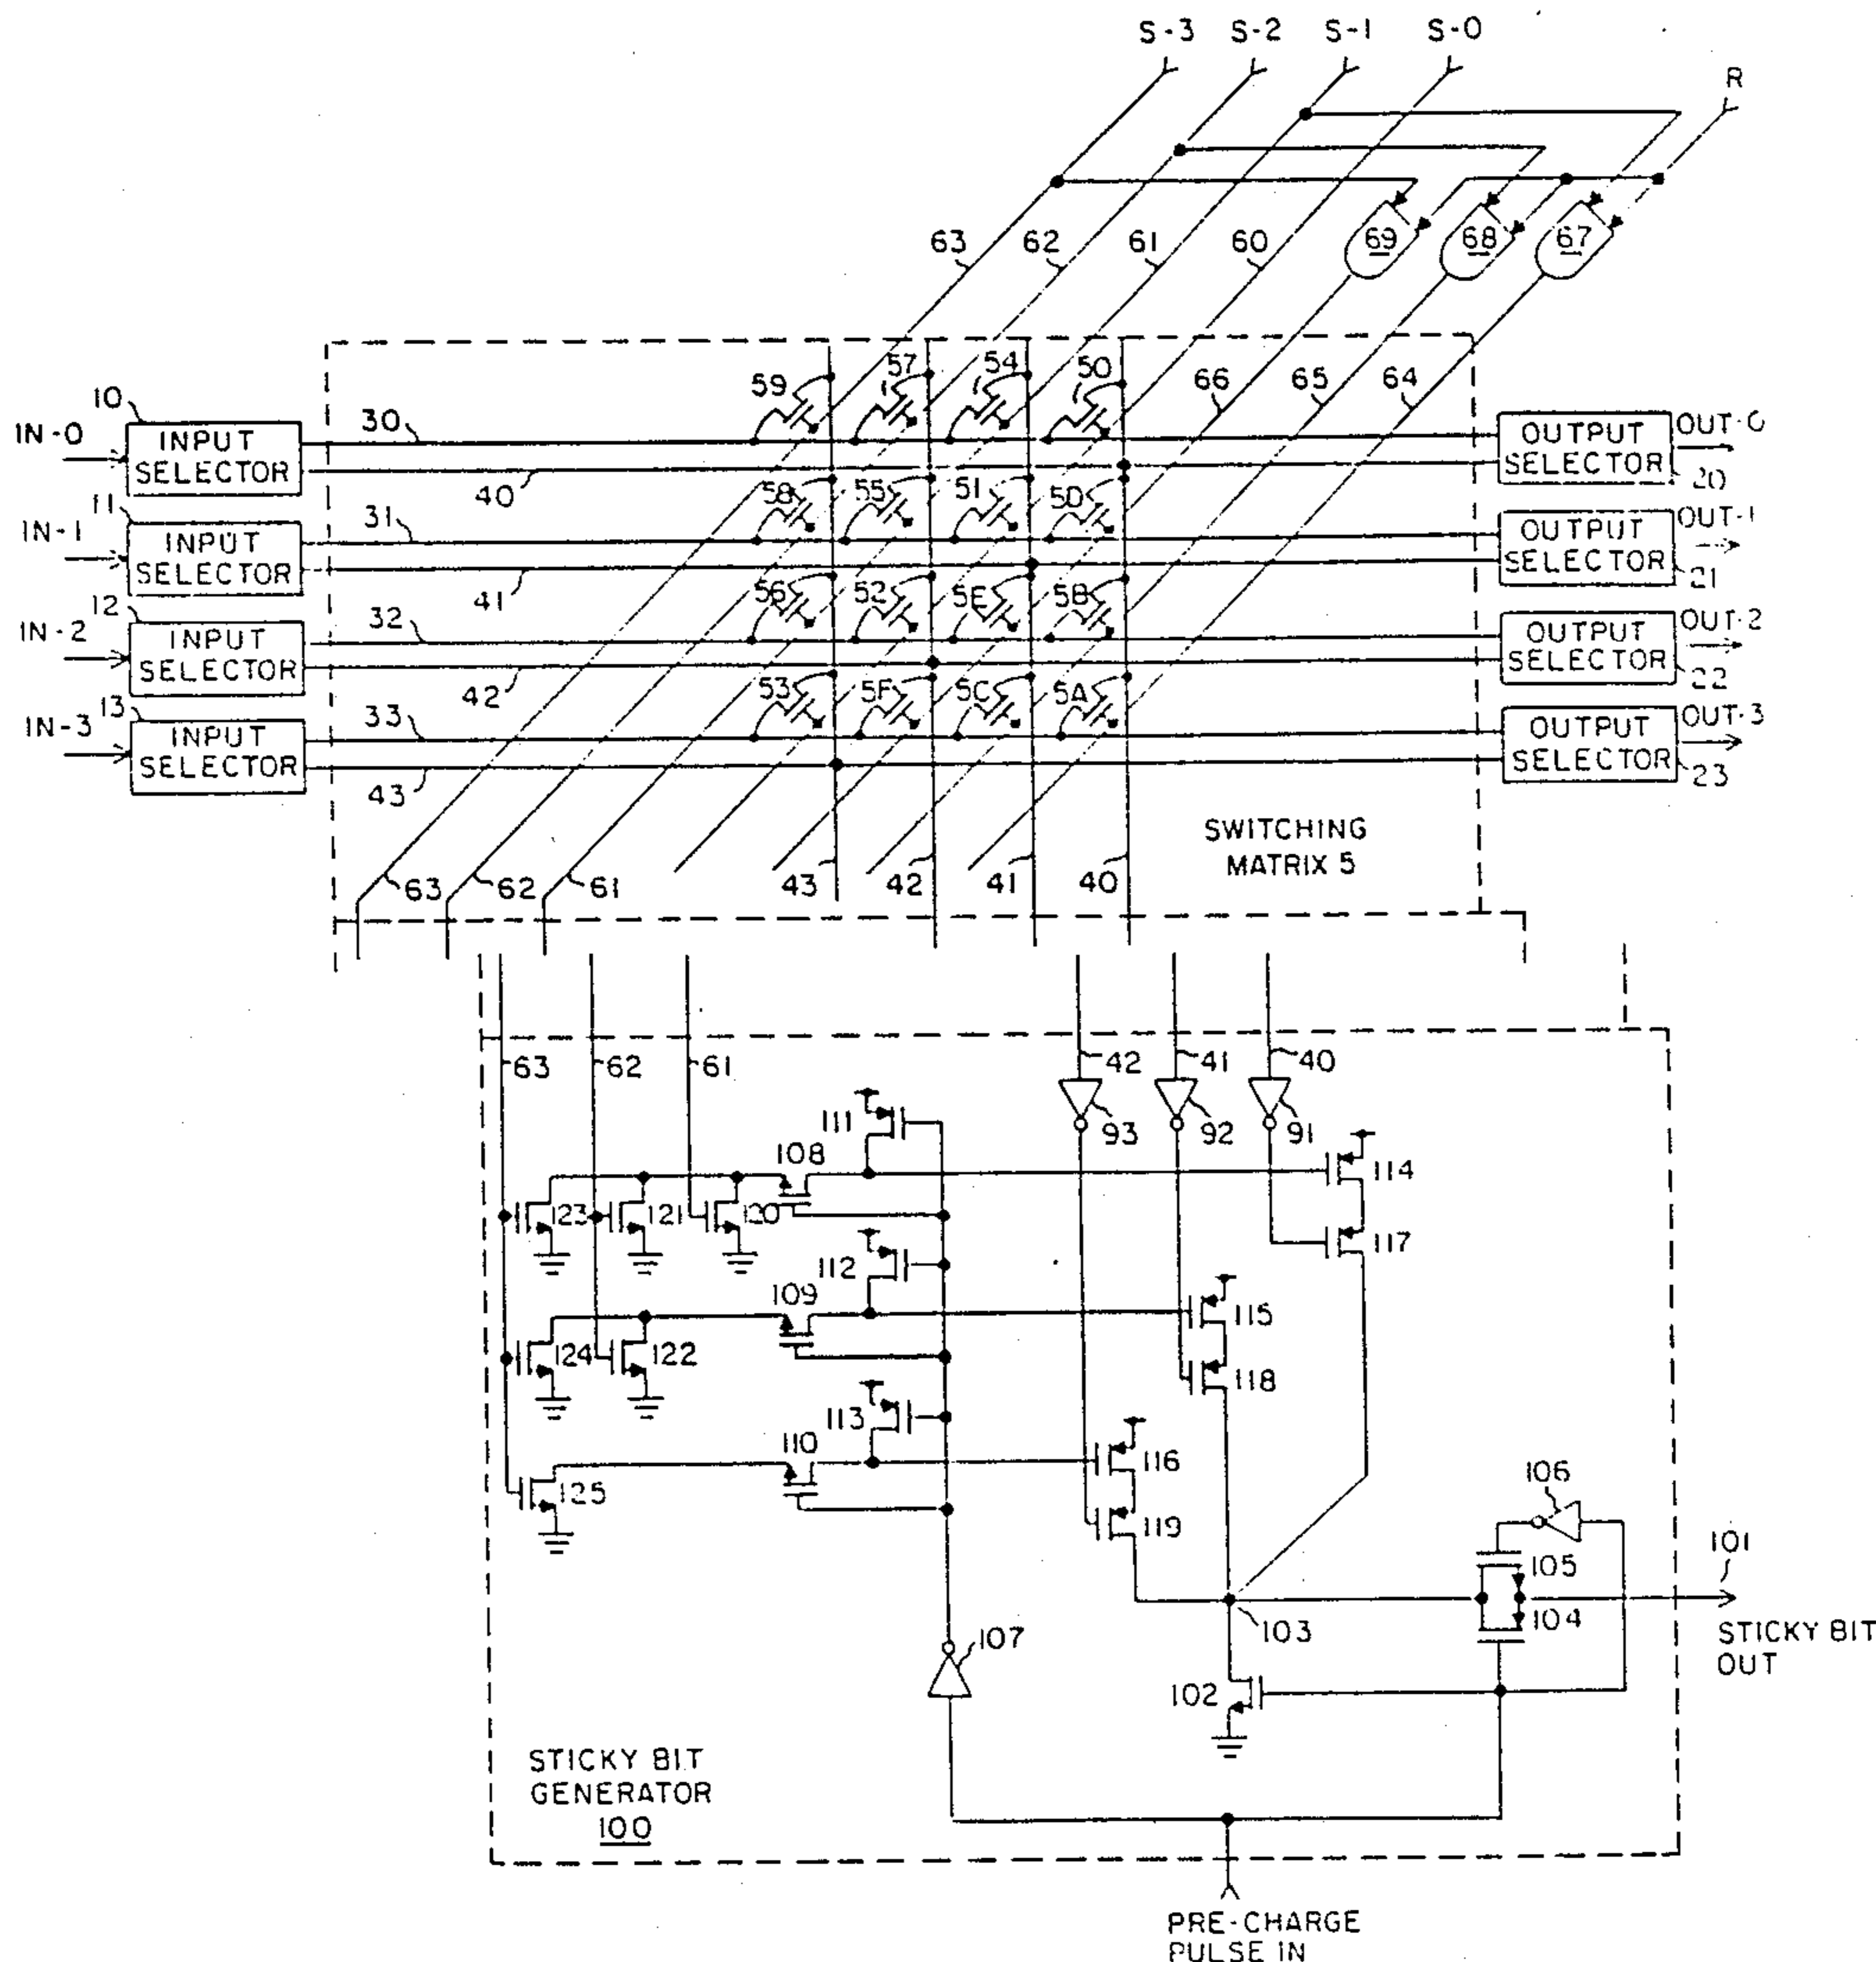 S-3 S-2 S-1 S-0
R
63 62 61 60 69 68 67
59 57 54 50 66 65 64
10
IN-0 INPUT SELECTOR 30 40 OUTPUT SELECTOR OUT-0 20
58 55 51 50
11
IN-1 INPUT SELECTOR 31 41 OUTPUT SELECTOR OUT-1 21
56 52 5E 5B
12
IN-2 INPUT SELECTOR 32 42 OUTPUT SELECTOR OUT-2 22
53 5F 5C 5A
13
IN-3 INPUT SELECTOR 33 43 OUTPUT SELECTOR OUT-3 23
SWITCHING
MATRIX 5
63 62 61 43 42 41 40
63 62 61 42 41 40
111 93 92 91
108 114
123 121 120 117
112
109 115
124 122 118
113
110 116 106
125 119 105 101
104
103 STICKY BIT
OUT
107
102
STICKY BIT
GENERATOR
100
PRE-CHARGE
PULSE IN